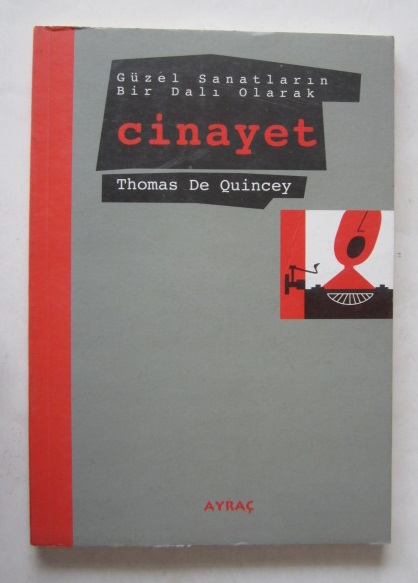 Güzel Sanatların
Bir Dalı Olarak
cinayet
Thomas De Quincey
AYRAÇ